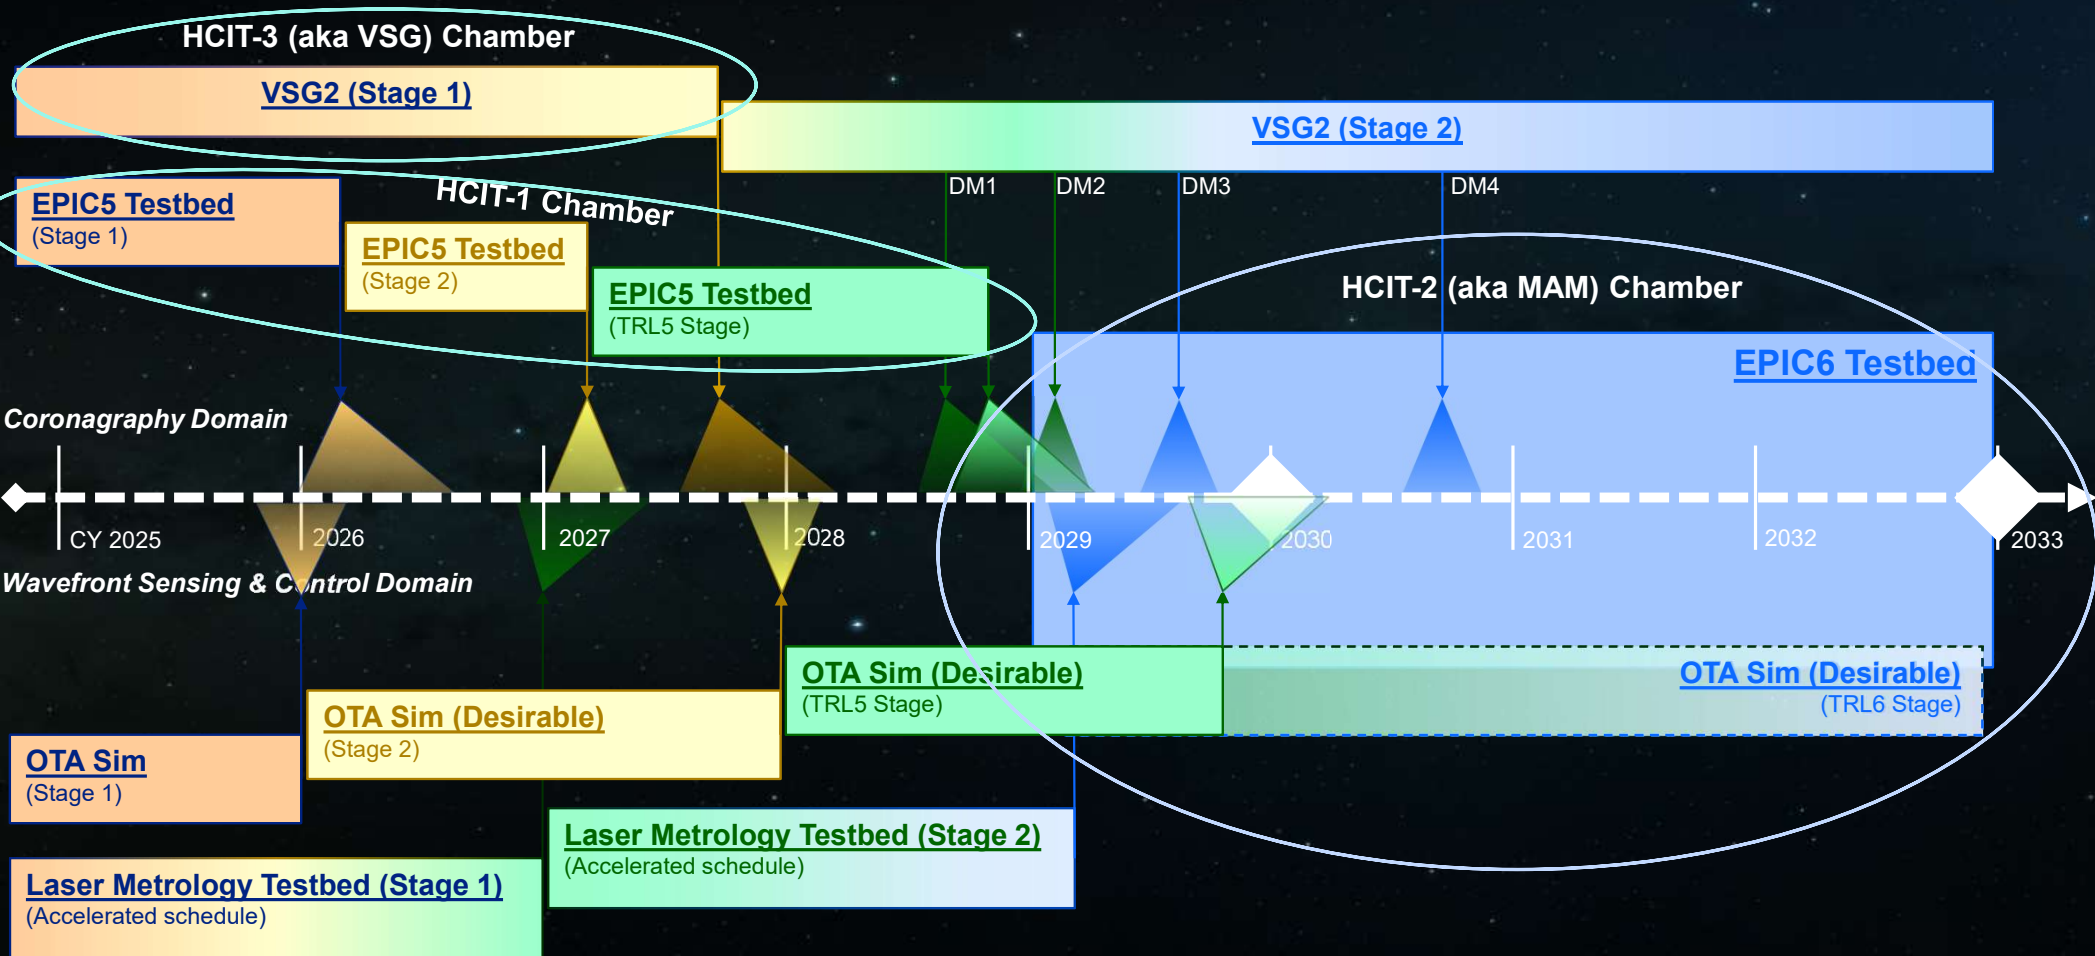 HCIT-3 (aka VSG) Chamber
VSG2 (Stage 1)
VSG2 (Stage 2)
DM1
DM2
DM3
DM4
EPIC5 Testbed
(Stage 1)
HCIT-1 Chamber
EPIC5 Testbed
(Stage 2)
EPIC5 Testbed
(TRL5 Stage)
HCIT-2 (aka MAM) Chamber
EPIC6 Testbed
Coronagraphy Domain
CY 2025
2026
2027
2028
2029
2030
2031
2032
2033
Wavefront Sensing & Control Domain
OTA Sim (Desirable)
(TRL5 Stage)
OTA Sim (Desirable)
(TRL6 Stage)
OTA Sim (Desirable)
(Stage 2)
OTA Sim
(Stage 1)
Laser Metrology Testbed (Stage 2)
(Accelerated schedule)
Laser Metrology Testbed (Stage 1)
(Accelerated schedule)